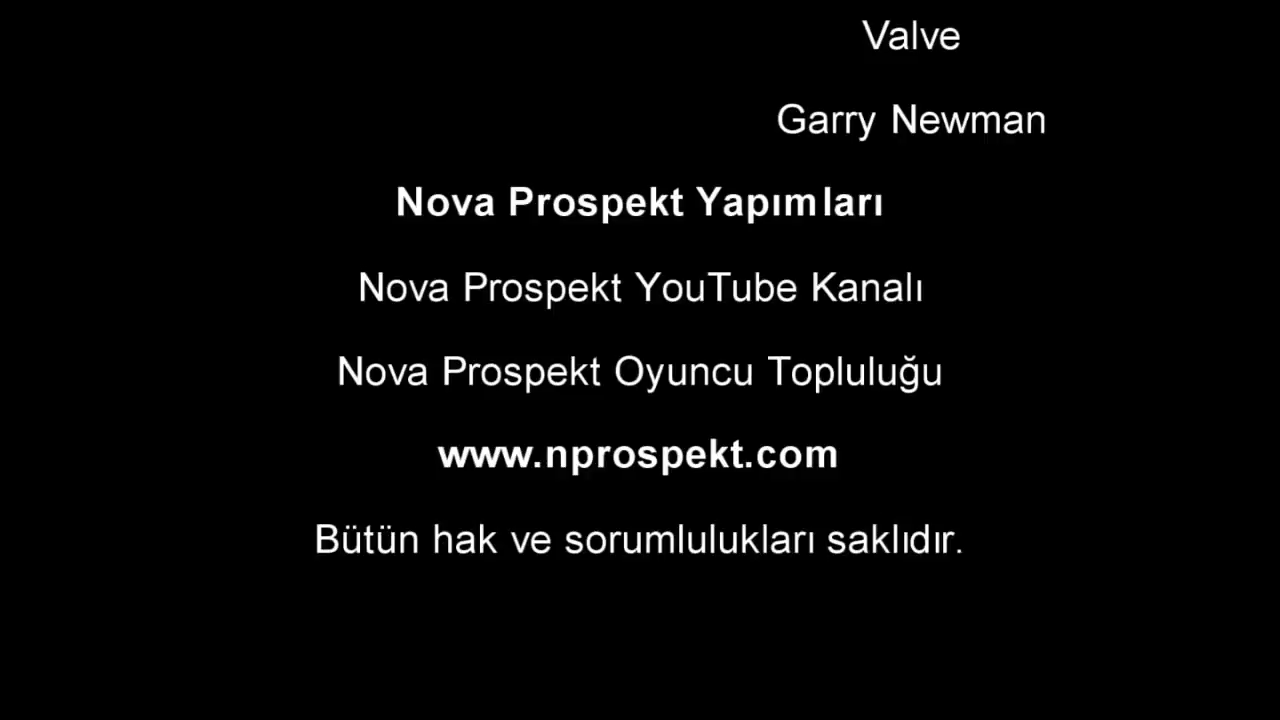 Valve
Garry Newman
Nova Prospekt Yapımları
Nova Prospekt YouTube Kanalı
Nova Prospekt Oyuncu Topluluğu
www.nprospekt.com
Bütün hak ve sorumlulukları saklıdır.